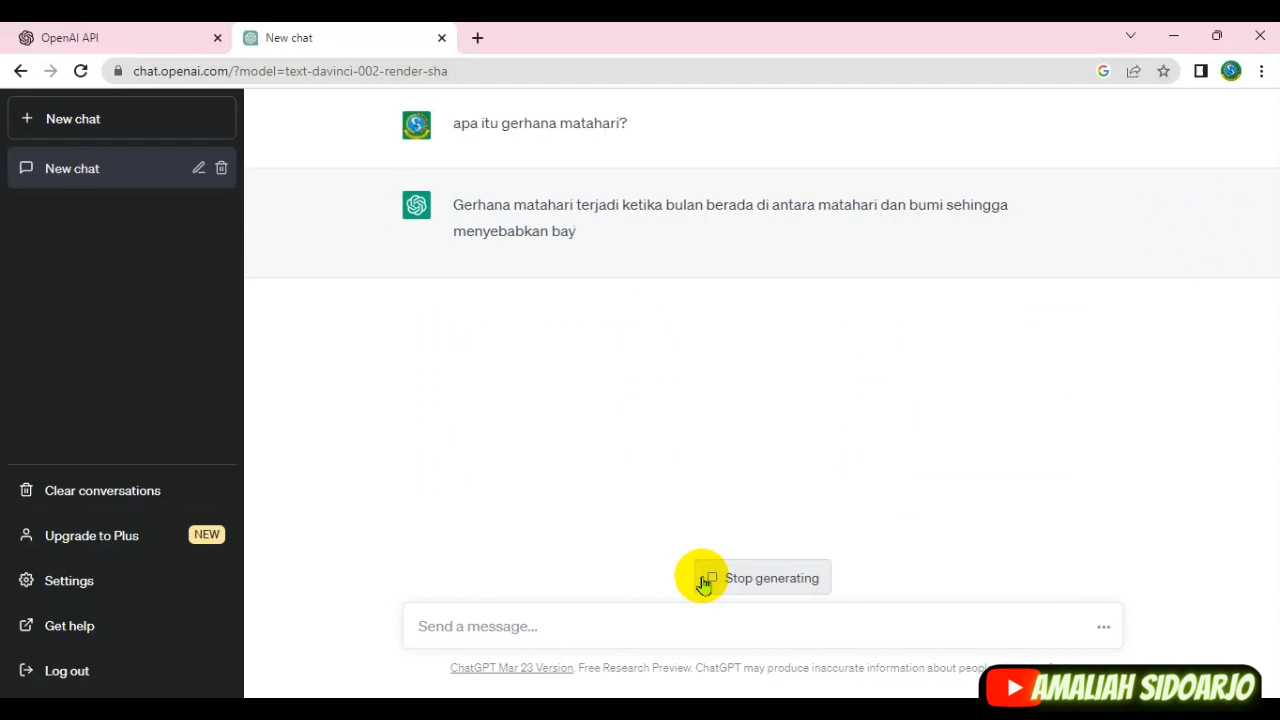 OpenAI API
New chat
chat.openai.com/?model=text-davinci-002-render-sha
New chat
New chat
apa itu gerhana matahari?
Gerhana matahari terjadi ketika bulan berada di antara matahari dan bumi sehingga
menyebabkan bay
Clear conversations
Upgrade to Plus NEW
Settings
Get help
Log out
Stop generating
Send a message...
ChatGPT Mar 23 Version. Free Research Preview. ChatGPT may produce inaccurate information about
AMALIAH SIDOARJO